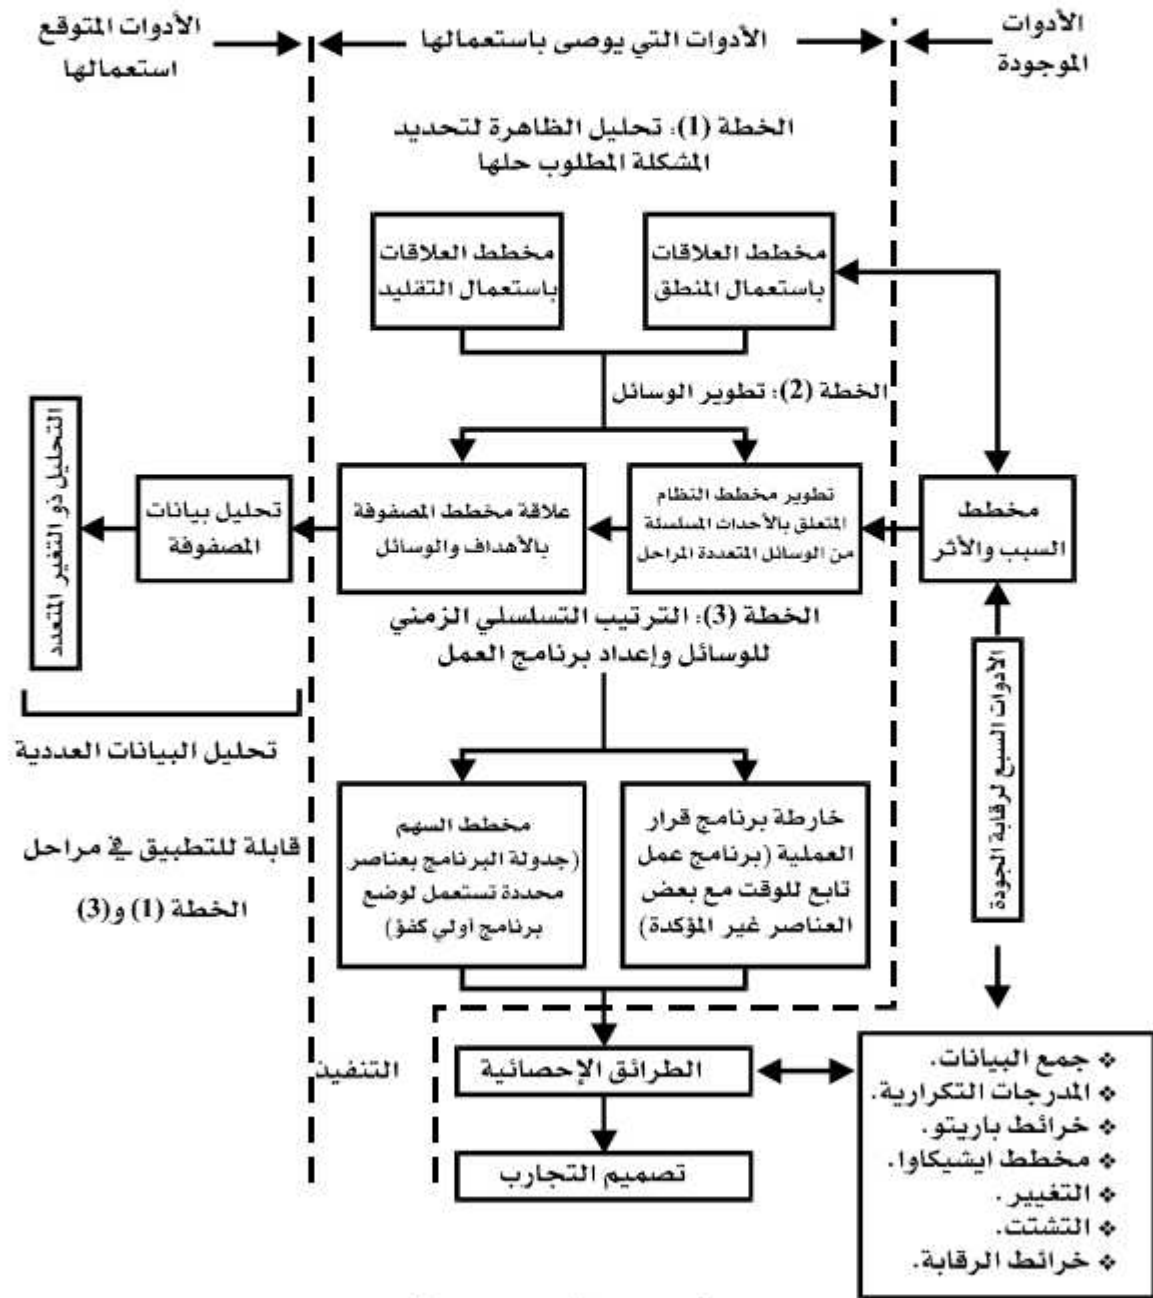 الأدوات
الموجودة
الأدوات التي يوصى باستعمالها
الأدوات المتوقع
استعمالها
الخطة (1): تحليل الظاهرة لتحديد
المشكلة المطلوب حلها
مخطط العلاقات
باستعمال المنطق
مخطط العلاقات
باستعمال التقليد
الخطة (2): تطوير الوسائل
مخطط
السبب والأثر
تطوير مخطط النظام
المتعلق بالأحداث المسلسلة
من الوسائل المتعددة المراحل
علاقة مخطط المصفوفة
بالأهداف والوسائل
تحليل بيانات
المصفوفة
التحليل ذو التغير المتعدد
الخطة (3): الترتيب التسلسلي الزمني
للوسائل وإعداد برنامج العمل
تحليل البيانات العددية
الأدوات السبع لرقابة الجودة
خارطة برنامج قرار
العملية (برنامج عمل
تابع للوقت مع بعض
العناصر غير المؤكدة)
مخطط السهم
(جدولة البرنامج بعناصر
محددة تستعمل لوضع
برنامج أولي كفؤ)
قابلة للتطبيق في مراحل
الخطة (1) و(3)
الطرائق الإحصائية
التنفيذ
تصميم التجارب
❖ جمع البيانات.
❖ المدرجات التكرارية.
❖ خرائط باريتو.
❖ مخطط ايشيكاوا.
❖ التغيير.
❖ التشتت.
❖ خرائط الرقابة.